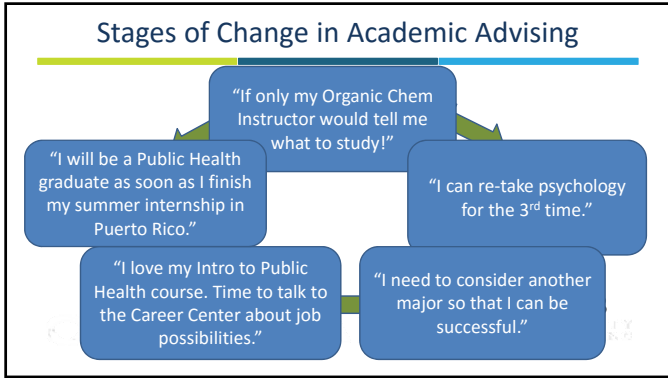 Stages of Change in Academic Advising
“If only my Organic Chem
Instructor would tell me
what to study!”
“I can re-take psychology
for the 3rd time.”
“I need to consider another
major so that I can be
successful.”
“I love my Intro to Public
Health course. Time to talk to
the Career Center about job
possibilities.”
“I will be a Public Health
graduate as soon as I finish
my summer internship in
Puerto Rico.”